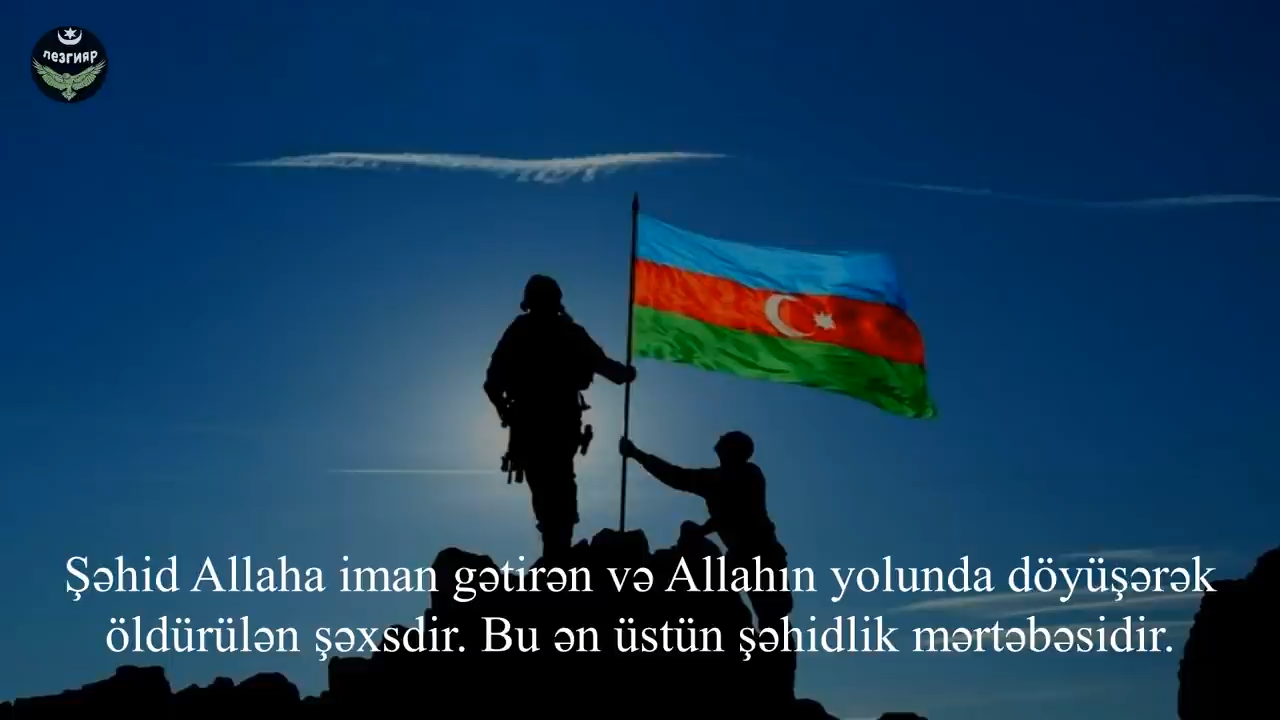 лезгияр
Şəhid Allaha iman gətirən və Allahın yolunda döyüşərək
öldürülən şəxsdir. Bu ən üstün şəhidlik mərtəbəsidir.